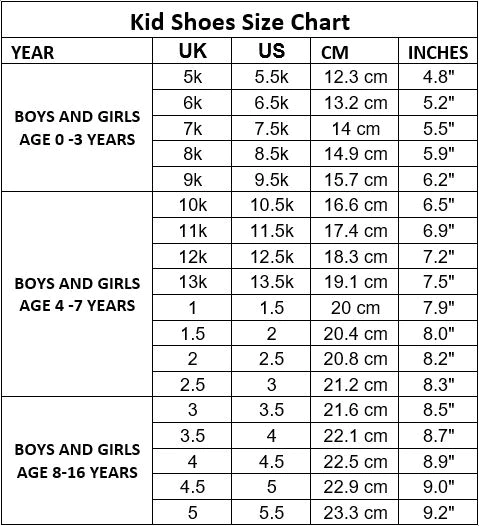 Kid Shoes Size Chart
YEAR UK US CM INCHES
BOYS AND GIRLS
AGE 0 -3 YEARS
5k 5.5k 12.3 cm 4.8"
6k 6.5k 13.2 cm 5.2"
7k 7.5k 14 cm 5.5"
8k 8.5k 14.9 cm 5.9"
9k 9.5k 15.7 cm 6.2"
BOYS AND GIRLS
AGE 4 -7 YEARS
10k 10.5k 16.6 cm 6.5"
11k 11.5k 17.4 cm 6.9"
12k 12.5k 18.3 cm 7.2"
13k 13.5k 19.1 cm 7.5"
1 1.5 20 cm 7.9"
1.5 2 20.4 cm 8.0"
2 2.5 20.8 cm 8.2"
2.5 3 21.2 cm 8.3"
BOYS AND GIRLS
AGE 8-16 YEARS
3 3.5 21.6 cm 8.5"
3.5 4 22.1 cm 8.7"
4 4.5 22.5 cm 8.9"
4.5 5 22.9 cm 9.0"
5 5.5 23.3 cm 9.2"